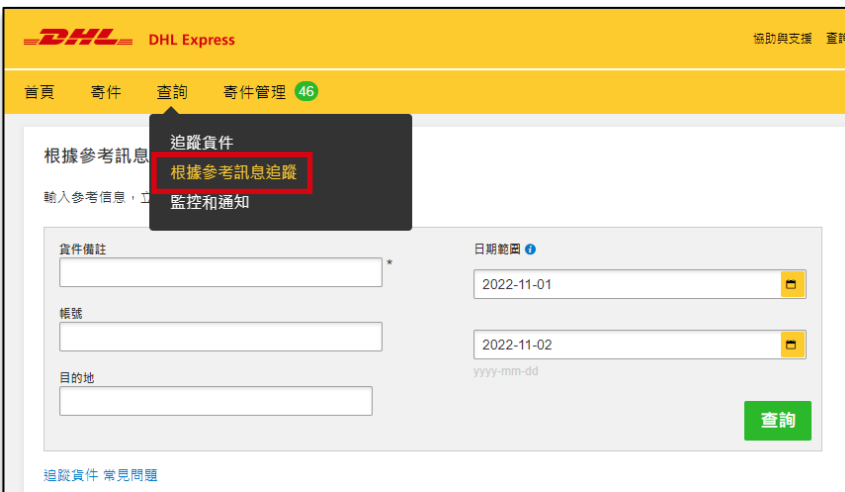 DHL DHL Express
協助與支援
首頁 寄件 查詢 寄件管理 46
追蹤貨件
根據參考訊息追蹤
監控和通知
根據參考訊息
輸入參考信息,
貨件備註
*
日期範圍
2022-11-01
帳號
2022-11-02
yyyy-mm-dd
目的地
查詢
追蹤貨件 常見問題